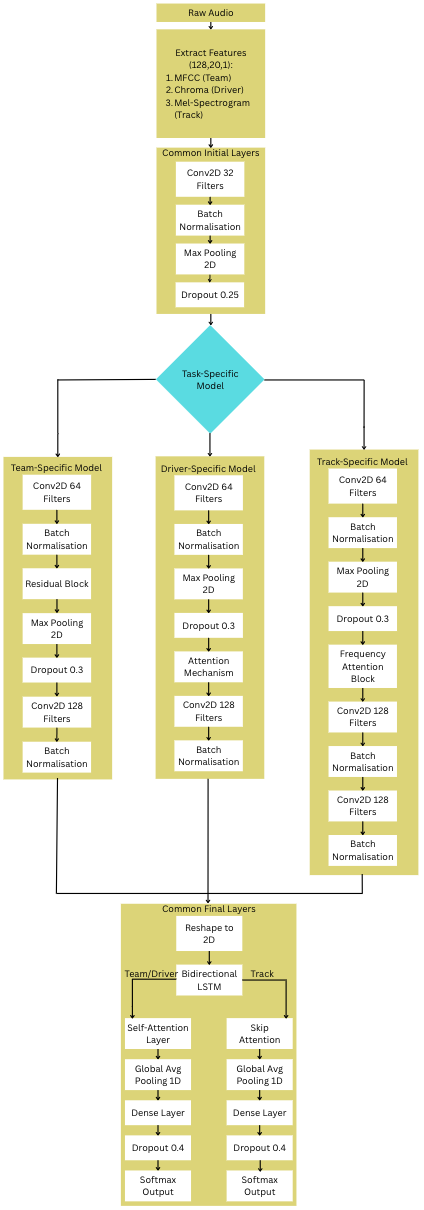 Raw Audio
Extract Features
(128,20,1):
1. MFCC (Team)
2. Chroma (Driver)
3. Mel-Spectrogram
(Track)
Common Initial Layers
Conv2D 32
Filters
Batch
Normalisation
Max Pooling
2D
Dropout 0.25
Task-Specific
Model
Team-Specific Model
Conv2D 64
Filters
Batch
Normalisation
Residual Block
Max Pooling
2D
Dropout 0.3
Conv2D 128
Filters
Batch
Normalisation
Driver-Specific Model
Conv2D 64
Filters
Batch
Normalisation
Max Pooling
2D
Dropout 0.3
Attention
Mechanism
Conv2D 128
Filters
Batch
Normalisation
Track-Specific Model
Conv2D 64
Filters
Batch
Normalisation
Max Pooling
2D
Dropout 0.3
Frequency
Attention
Block
Conv2D 128
Filters
Batch
Normalisation
Conv2D 128
Filters
Batch
Normalisation
Common Final Layers
Reshape to
2D
Bidirectional
LSTM
Team/Driver
Self-Attention
Layer
Global Avg
Pooling 1D
Dense Layer
Dropout 0.4
Softmax
Output
Track
Skip
Attention
Global Avg
Pooling 1D
Dense Layer
Dropout 0.4
Softmax
Output